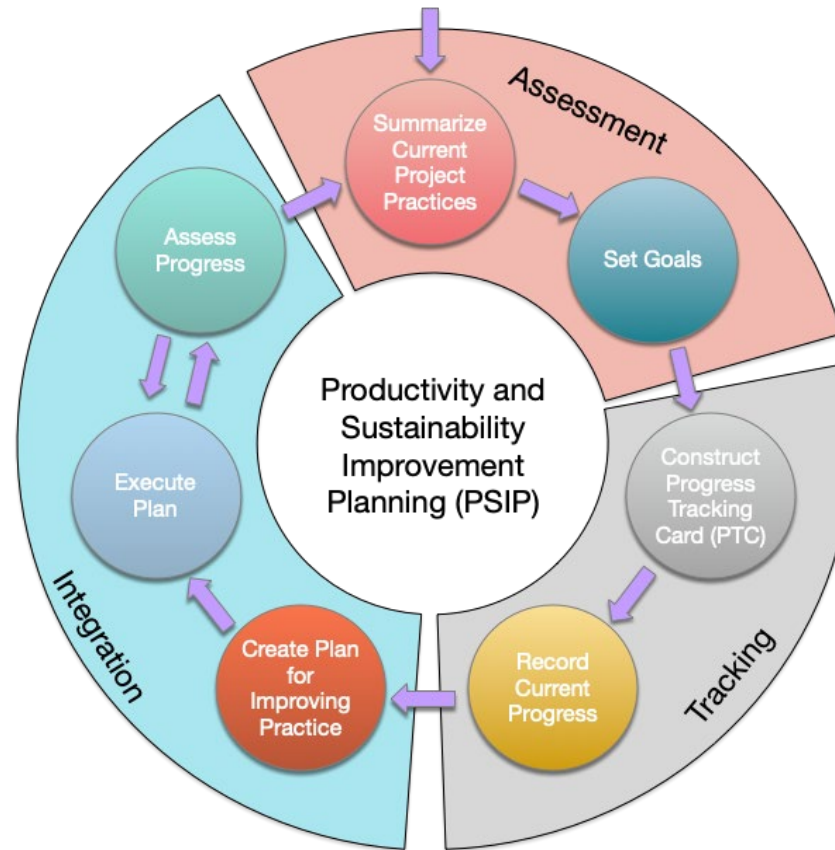 Assessment
Summarize
Current
Project
Practices
Set Goals
Assess
Progress
Productivity and
Sustainability
Improvement
Planning (PSIP)
Construct
Progress
Tracking
Card (PTC)
Execute
Plan
Integration
Create Plan
for
Improving
Practice
Record
Current
Progress
Tracking